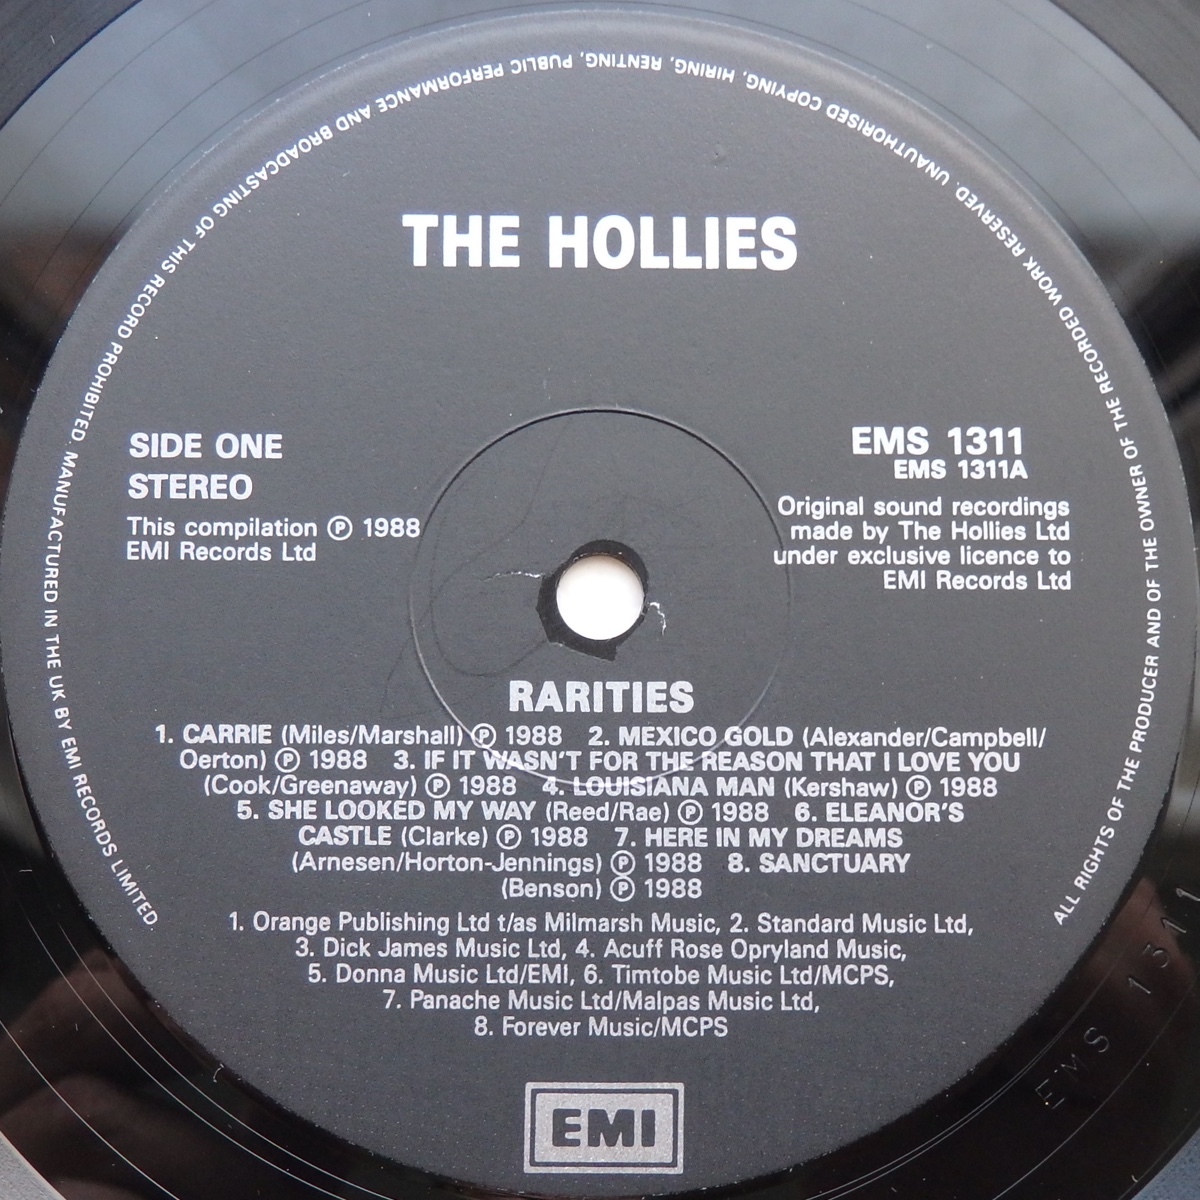 THE HOLLIES
SIDE ONE
STEREO
This compilation ℗ 1988
EMI Records Ltd
EMS 1311
EMS 1311A
Original sound recordings
made by The Hollies Ltd
under exclusive licence to
EMI Records Ltd
RARITIES
1. CARRIE (Miles/Marshall) ℗ 1988 2. MEXICO GOLD (Alexander/Campbell/
Oerton) ℗ 1988 3. IF IT WASN'T FOR THE REASON THAT I LOVE YOU
(Cook/Greenaway) ℗ 1988 4. LOUISIANA MAN (Kershaw) ℗ 1988
5. SHE LOOKED MY WAY (Reed/Rae) ℗ 1988 6. ELEANOR'S
CASTLE (Clarke) ℗ 1988 7. HERE IN MY DREAMS
(Arnesen/Horton-Jennings) ℗ 1988 8. SANCTUARY
(Benson) ℗ 1988
1. Orange Publishing Ltd t/as Milmarsh Music, 2. Standard Music Ltd,
3. Dick James Music Ltd, 4. Acuff Rose Opryland Music,
5. Donna Music Ltd/EMI, 6. Timtobe Music Ltd/MCPS,
7. Panache Music Ltd/Malpas Music Ltd,
8. Forever Music/MCPS
EMI
ALL RIGHTS OF THE PRODUCER AND OF THE OWNER OF THE RECORDED WORK RESERVED. UNAUTHORISED COPYING, HIRING, RENTING, PUBLIC PERFORMANCE AND BROADCASTING OF THIS RECORD PROHIBITED. MANUFACTURED IN THE UK BY EMI RECORDS LIMITED.
EMS 1311